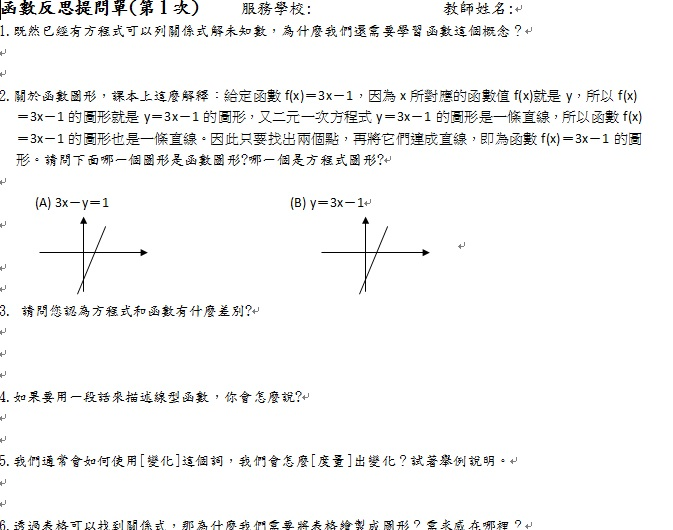 函數反思提問單(第1次) 服務學校: 教師姓名:
1.既然已經有方程式可以列關係式解未知數，為什麼我們還需要學習函數這個概念？
2.關於函數圖形，課本上這麼解釋：給定函數 f(x)＝3x－1，因為 x 所對應的函數值 f(x)就是 y，所以 f(x)
＝3x－1 的圖形就是 y＝3x－1 的圖形，又二元一次方程式 y＝3x－1 的圖形是一條直線，所以函數 f(x)
＝3x－1 的圖形也是一條直線。因此只要找出兩個點，再將它們連成直線，即為函數 f(x)＝3x－1 的圖
形。請問下面哪一個圖形是函數圖形?哪一個是方程式圖形?
(A) 3x－y＝1 (B) y＝3x－1
3. 請問您認為方程式和函數有什麼差別?
4.如果要用一段話來描述線型函數，你會怎麼說?
5.我們通常會如何使用[變化]這個詞，我們會怎麼[度量]出變化？試著舉例說明。
6.透過表格可以找到關係式，那為什麼我們需要將表格繪製成圖形？需求感在哪裡？